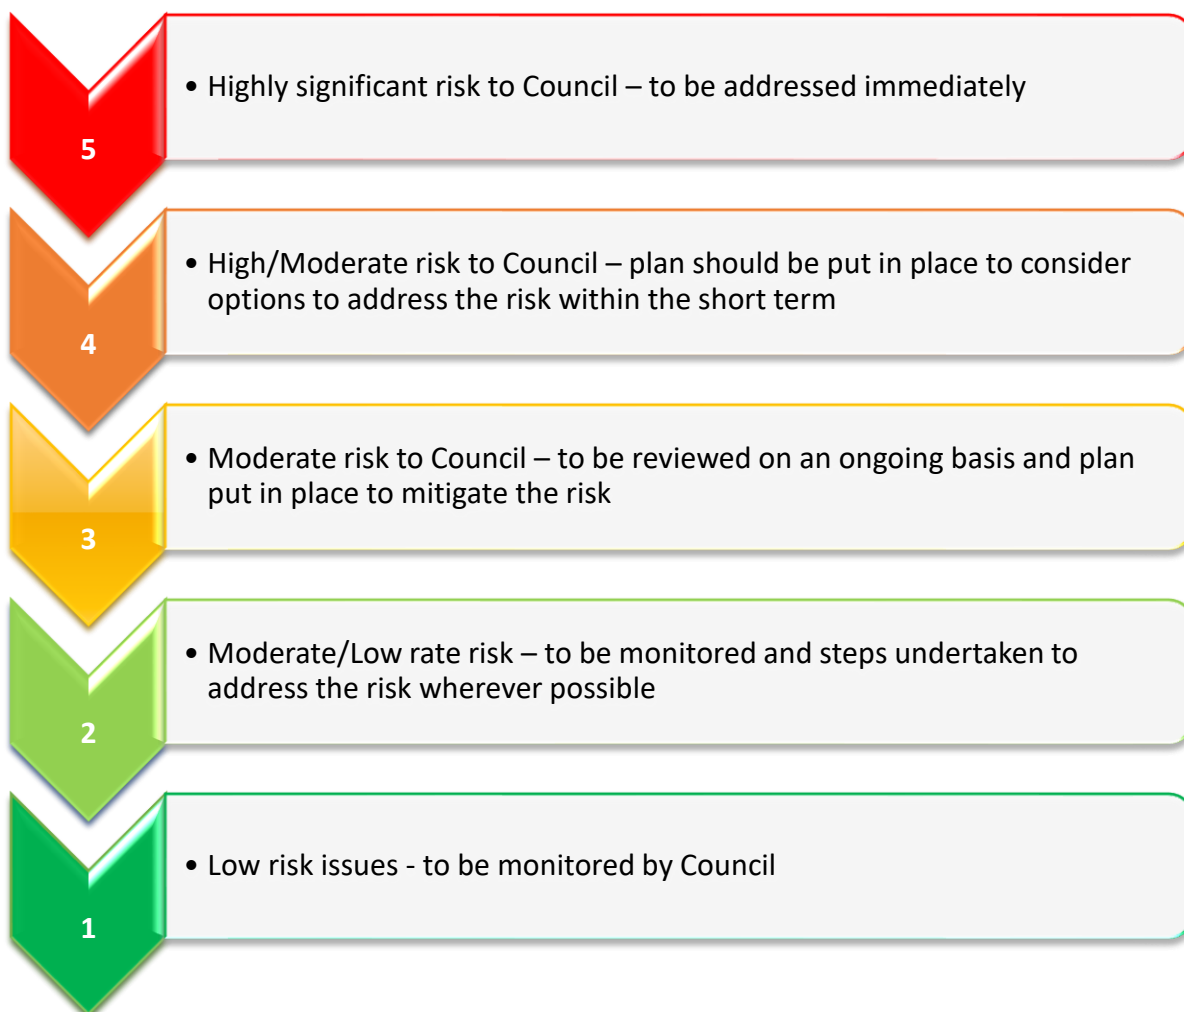 5
• Highly significant risk to Council – to be addressed immediately
4
• High/Moderate risk to Council – plan should be put in place to consider
options to address the risk within the short term
3
• Moderate risk to Council – to be reviewed on an ongoing basis and plan
put in place to mitigate the risk
2
• Moderate/Low rate risk – to be monitored and steps undertaken to
address the risk wherever possible
1
• Low risk issues - to be monitored by Council